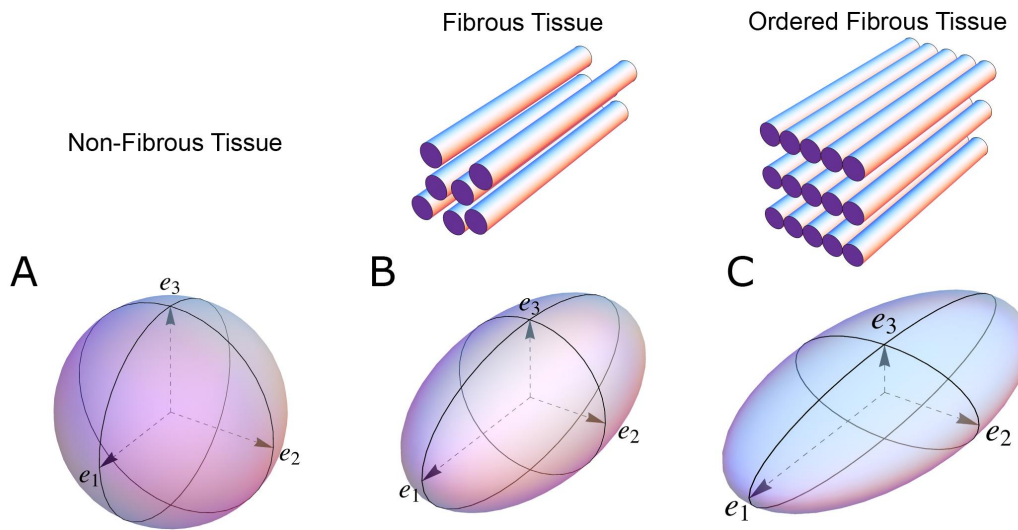 Fibrous Tissue
Ordered Fibrous Tissue
Non-Fibrous Tissue
A
B
C
e3
e1
e2
e3
e1
e2
e3
e1
e2